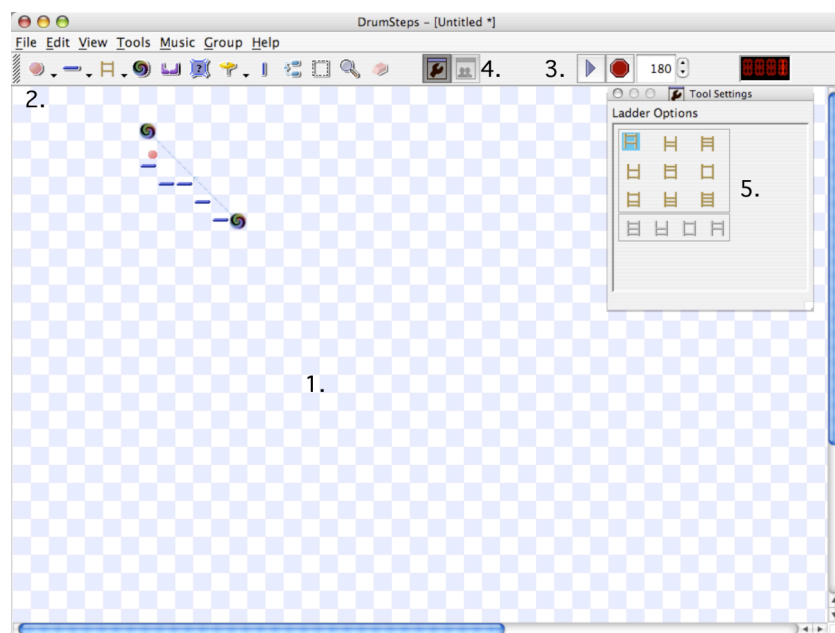 DrumSteps – [Untitled *]
File Edit View Tools Music Group Help
4. 3. 180
2.
Tool Settings
Ladder Options
5.
1.